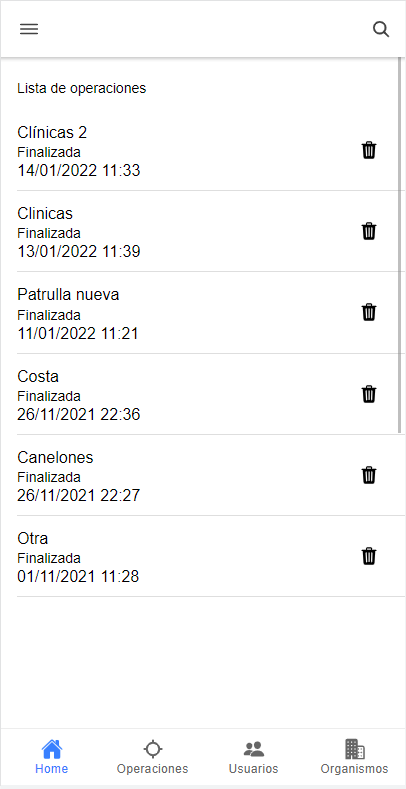 Lista de operaciones
Clínicas 2
Finalizada
14/01/2022 11:33
Clinicas
Finalizada
13/01/2022 11:39
Patrulla nueva
Finalizada
11/01/2022 11:21
Costa
Finalizada
26/11/2021 22:36
Canelones
Finalizada
26/11/2021 22:27
Otra
Finalizada
01/11/2021 11:28
Home Operaciones Usuarios Organismos